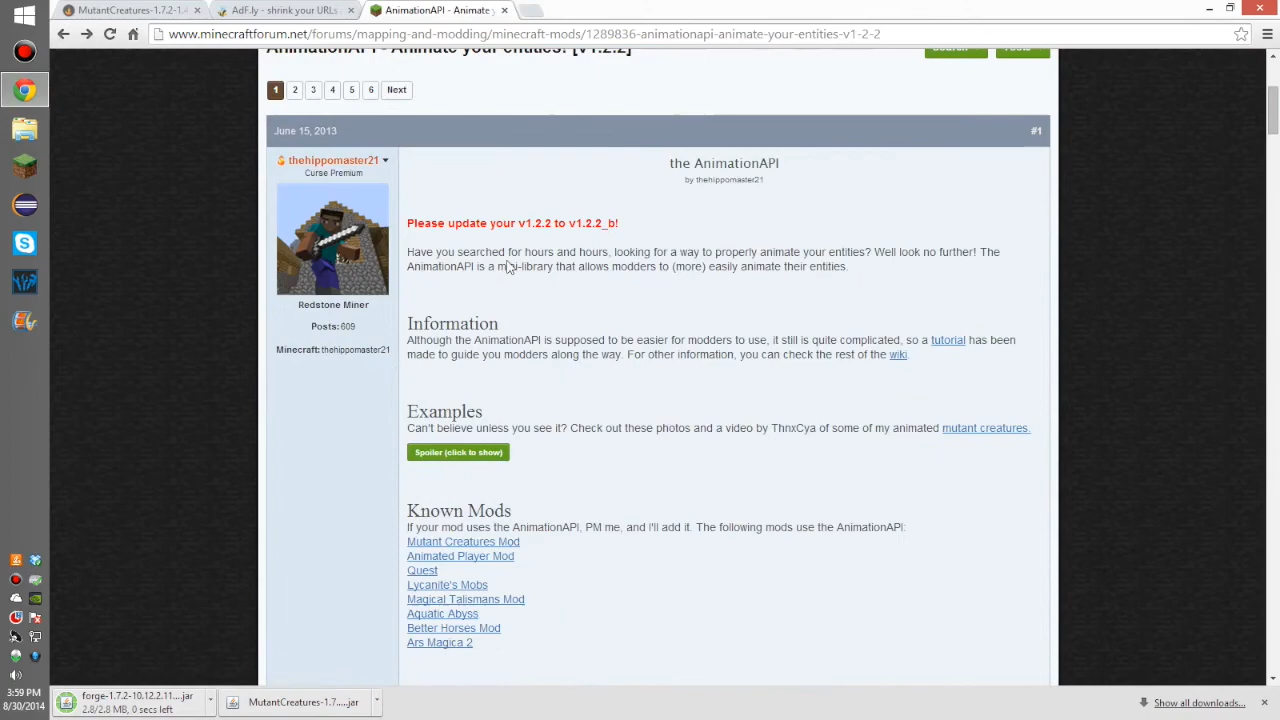 MutantCreatures-1.7.2-1.4
AdF.ly - shrink your URLs
AnimationAPI - Animate y
www.minecraftforum.net/forums/mapping-and-modding/minecraft-mods/1289836-animationapi-animate-your-entities-v1-2-2
AnimationAPI - Animate your entities! [v1.2.2]
1 2 3 4 5 6 Next
June 15, 2013 #1
thehippomaster21
Curse Premium
Redstone Miner
Posts: 609
Minecraft: thehippomaster21
the AnimationAPI
by thehippomaster21
Please update your v1.2.2 to v1.2.2_b!
Have you searched for hours and hours, looking for a way to properly animate your entities? Well look no further! The
AnimationAPI is a mini-library that allows modders to (more) easily animate their entities.
Information
Although the AnimationAPI is supposed to be easier for modders to use, it still is quite complicated, so a tutorial has been
made to guide you modders along the way. For other information, you can check the rest of the wiki.
Examples
Can't believe unless you see it? Check out these photos and a video by ThnxCya of some of my animated mutant creatures.
Spoiler (click to show)
Known Mods
If your mod uses the AnimationAPI, PM me, and I'll add it. The following mods use the AnimationAPI:
Mutant Creatures Mod
Animated Player Mod
Quest
Lycanite's Mobs
Magical Talismans Mod
Aquatic Abyss
Better Horses Mod
Ars Magica 2
3:59 PM
8/30/2014
forge-1.7.2-10.12.2.11....jar
2.8/2.8 MB, 0 secs left
MutantCreatures-1.7....jar
Show all downloads...